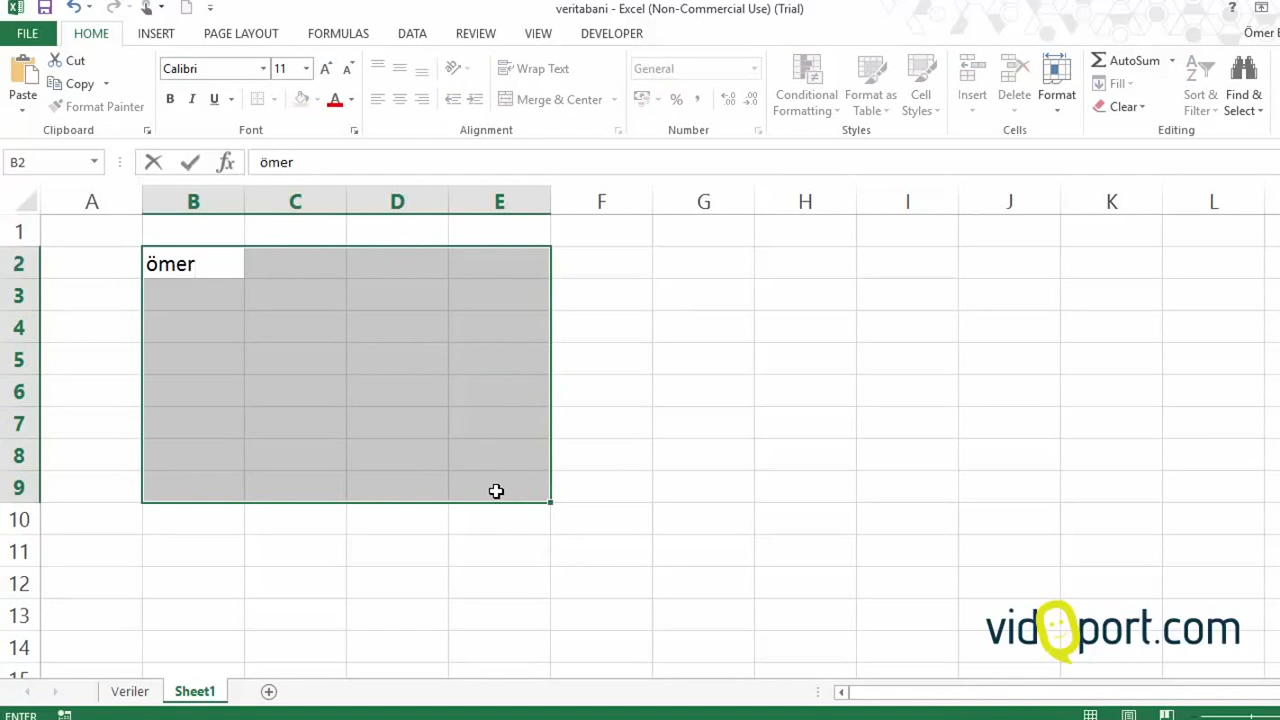 veritabani - Excel (Non-Commercial Use) (Trial)
FILE HOME INSERT PAGE LAYOUT FORMULAS DATA REVIEW VIEW DEVELOPER Ömer
Cut
Copy
Format Painter
Paste
Clipboard
Calibri 11
B I U
Font
Wrap Text
Merge & Center
Alignment
General
Number
Conditional Formatting
Format as Table
Cell Styles
Styles
Insert
Delete
Format
Cells
AutoSum
Fill
Clear
Sort & Filter
Find & Select
Editing
B2 fx ömer
A B C D E F G H I J K L
1
2 ömer
3
4
5
6
7
8
9
10
11
12
13
14
15
vidoport.com
Veriler Sheet1
ENTER